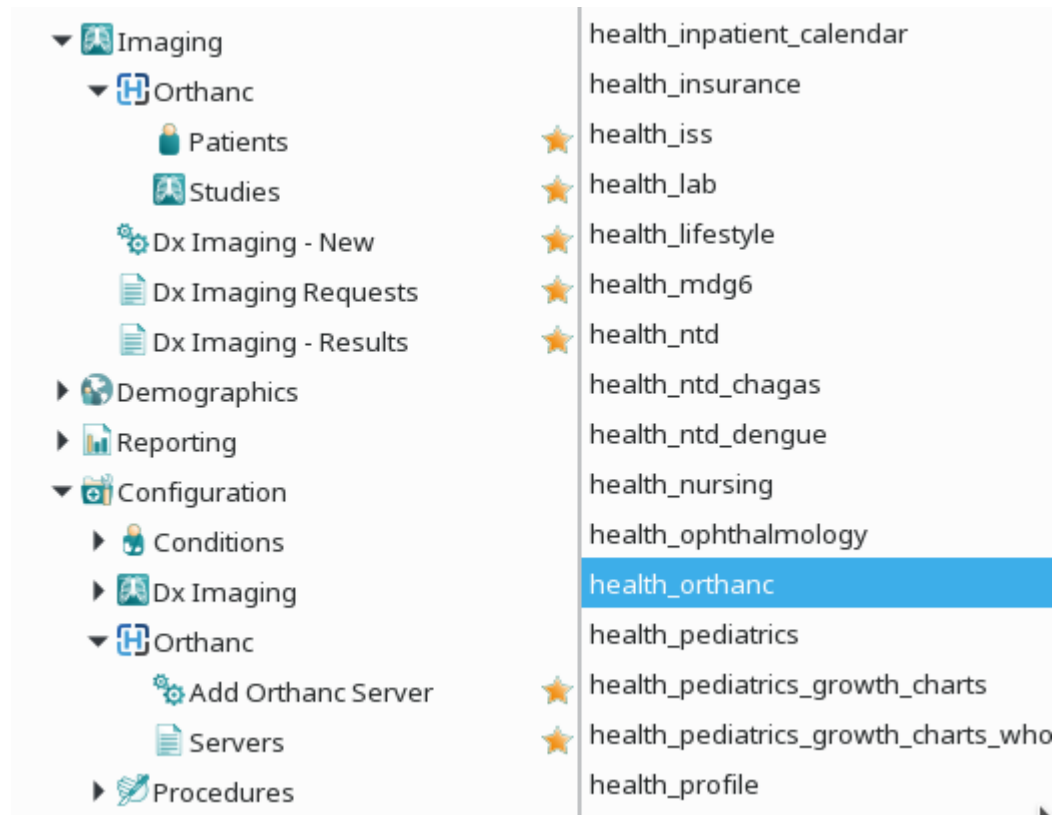 Imaging
Orthanc
Patients
Studies
Dx Imaging - New
Dx Imaging Requests
Dx Imaging - Results
Demographics
Reporting
Configuration
Conditions
Dx Imaging
Orthanc
Add Orthanc Server
Servers
Procedures
health_inpatient_calendar
health_insurance
health_iss
health_lab
health_lifestyle
health_mdg6
health_ntd
health_ntd_chagas
health_ntd_dengue
health_nursing
health_ophthalmology
health_orthanc
health_pediatrics
health_pediatrics_growth_charts
health_pediatrics_growth_charts_who
health_profile